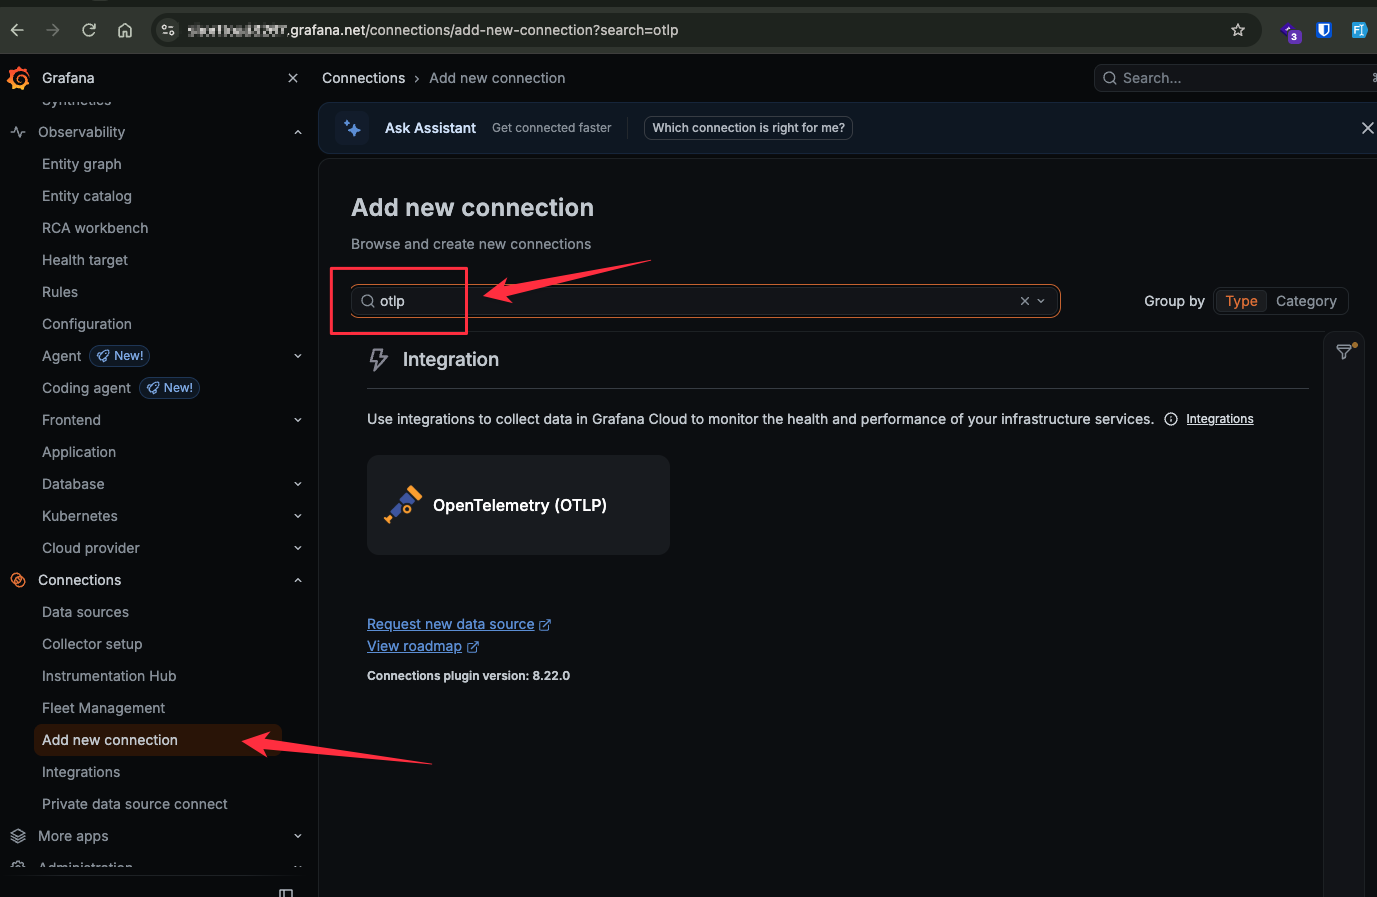 .grafana.net/connections/add-new-connection?search=otlp
3
Grafana
Connections › Add new connection
Search...
Synthetics
Observability
Ask Assistant Get connected faster Which connection is right for me?
Entity graph
Entity catalog
RCA workbench
Health target
Rules
Configuration
Agent New!
Coding agent New!
Frontend
Application
Database
Kubernetes
Cloud provider
Connections
Data sources
Collector setup
Instrumentation Hub
Fleet Management
Add new connection
Integrations
Private data source connect
More apps
Administration
Add new connection
Browse and create new connections
otlp
Group by Type Category
Integration
Use integrations to collect data in Grafana Cloud to monitor the health and performance of your infrastructure services. Integrations
OpenTelemetry (OTLP)
Request new data source
View roadmap
Connections plugin version: 8.22.0